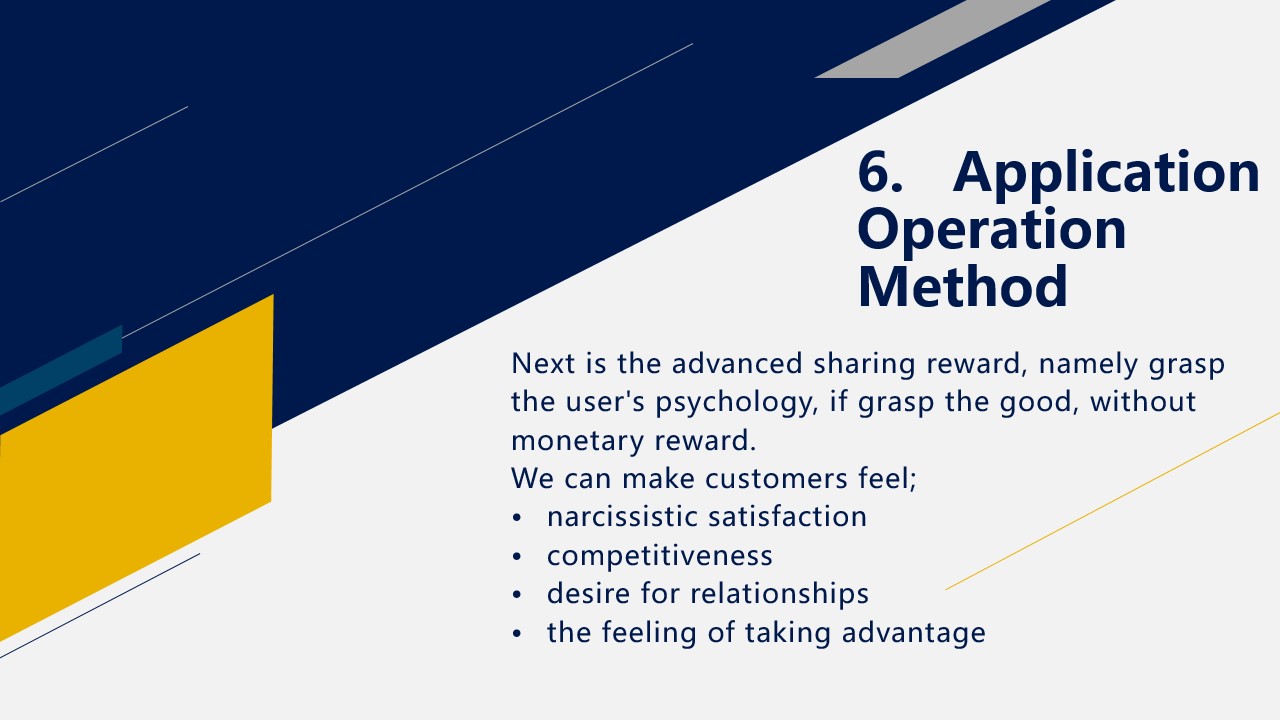 6. Application
Operation
Method
Next is the advanced sharing reward, namely grasp
the user's psychology, if grasp the good, without
monetary reward.
We can make customers feel;
• narcissistic satisfaction
• competitiveness
• desire for relationships
• the feeling of taking advantage